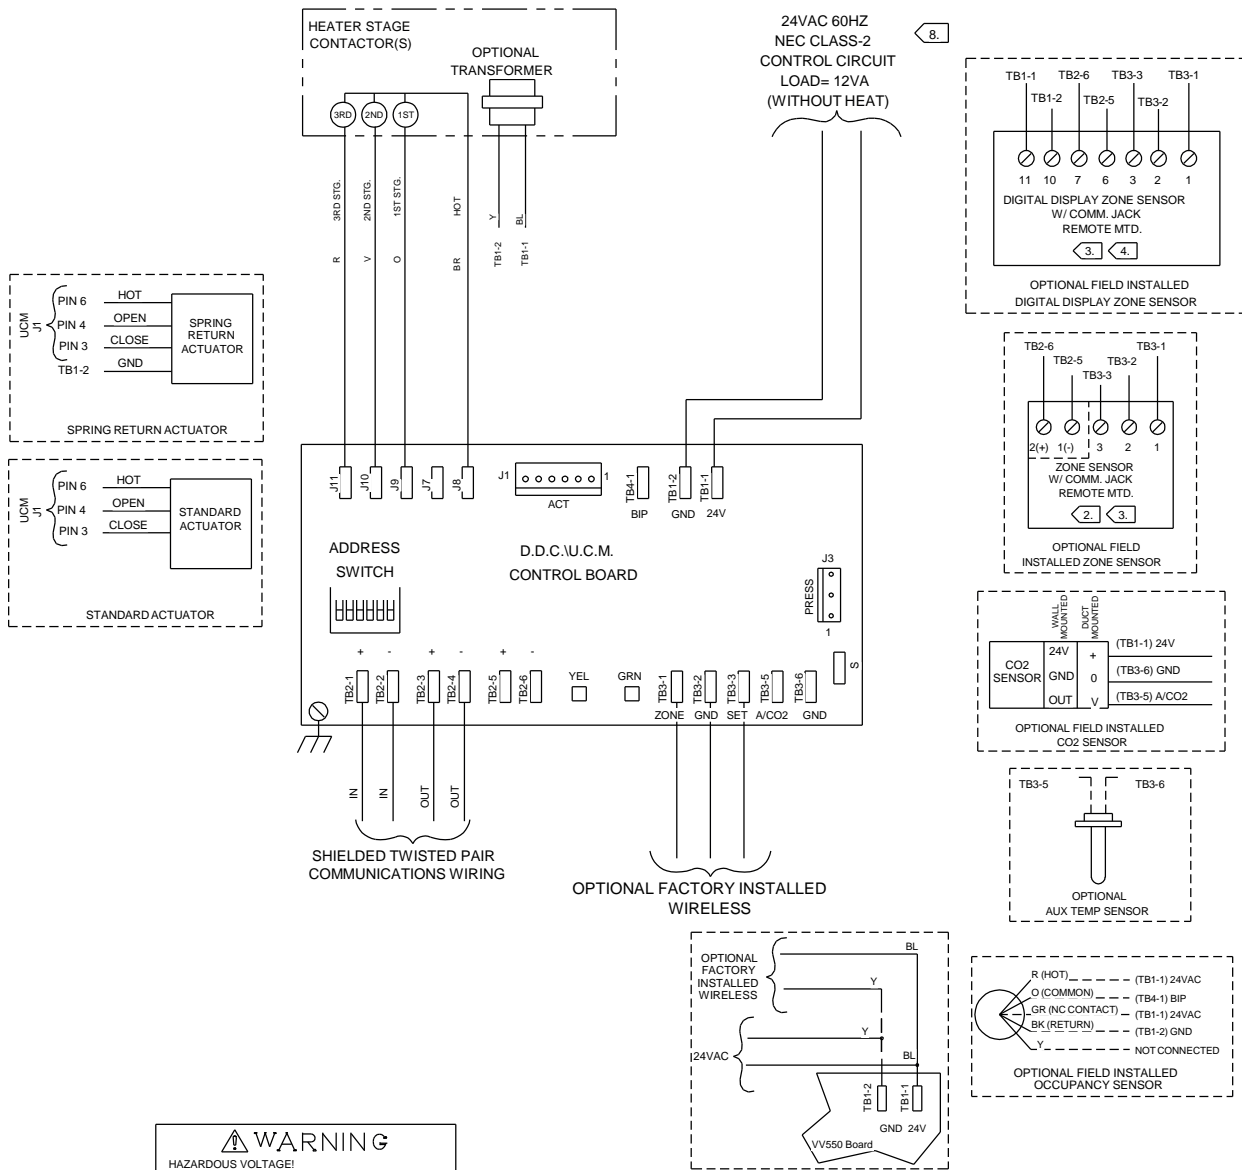 HEATER STAGE
CONTACTOR(S)
OPTIONAL
TRANSFORMER
3RD
2ND
1ST
3RD STG.
2ND STG.
1ST STG.
HOT
R
V
O
BR
Y
BL
TB1-2
TB1-1
24VAC 60HZ
NEC CLASS-2
CONTROL CIRCUIT
LOAD= 12VA
(WITHOUT HEAT)
8.
TB1-1
TB2-6
TB3-3
TB3-1
TB1-2
TB2-5
TB3-2
11
10
7
6
3
2
1
DIGITAL DISPLAY ZONE SENSOR
W/ COMM. JACK
REMOTE MTD.
3.
4.
OPTIONAL FIELD INSTALLED
DIGITAL DISPLAY ZONE SENSOR
UCM
J1
PIN 6
HOT
PIN 4
OPEN
PIN 3
CLOSE
TB1-2
GND
SPRING
RETURN
ACTUATOR
SPRING RETURN ACTUATOR
UCM
J1
PIN 6
HOT
PIN 4
OPEN
PIN 3
CLOSE
STANDARD
ACTUATOR
STANDARD ACTUATOR
TB2-6
TB3-1
TB2-5
TB3-2
TB3-3
2(+)
1(-)
3
2
1
ZONE SENSOR
W/ COMM. JACK
REMOTE MTD.
2.
3.
OPTIONAL FIELD
INSTALLED ZONE SENSOR
J11
J10
J9
J7
J8
J1
1
ACT
TB4-1
BIP
TB1-2
GND
TB1-1
24V
ADDRESS
SWITCH
D.D.C.\U.C.M.
CONTROL BOARD
J3
PRESS
1
S
+
-
+
-
+
-
TB2-1
TB2-2
TB2-3
TB2-4
TB2-5
TB2-6
YEL
GRN
TB3-1
TB3-2
TB3-3
TB3-5
TB3-6
ZONE
GND
SET
A/CO2
GND
IN
IN
OUT
OUT
SHIELDED TWISTED PAIR
COMMUNICATIONS WIRING
OPTIONAL FACTORY INSTALLED
WIRELESS
WALL
MOUNTED
DUCT
MOUNTED
CO2
SENSOR
24V
+
(TB1-1) 24V
GND
0
(TB3-6) GND
OUT
V
(TB3-5) A/CO2
OPTIONAL FIELD INSTALLED
CO2 SENSOR
TB3-5
TB3-6
OPTIONAL
AUX TEMP SENSOR
OPTIONAL
FACTORY
INSTALLED
WIRELESS
BL
Y
24VAC
Y
BL
TB1-2
TB1-1
GND
24V
VV550 Board
R (HOT)
(TB1-1) 24VAC
O (COMMON)
(TB4-1) BIP
GR (NC CONTACT)
(TB1-1) 24VAC
BK (RETURN)
(TB1-2) GND
Y
NOT CONNECTED
OPTIONAL FIELD INSTALLED
OCCUPANCY SENSOR
WARNING
HAZARDOUS VOLTAGE!